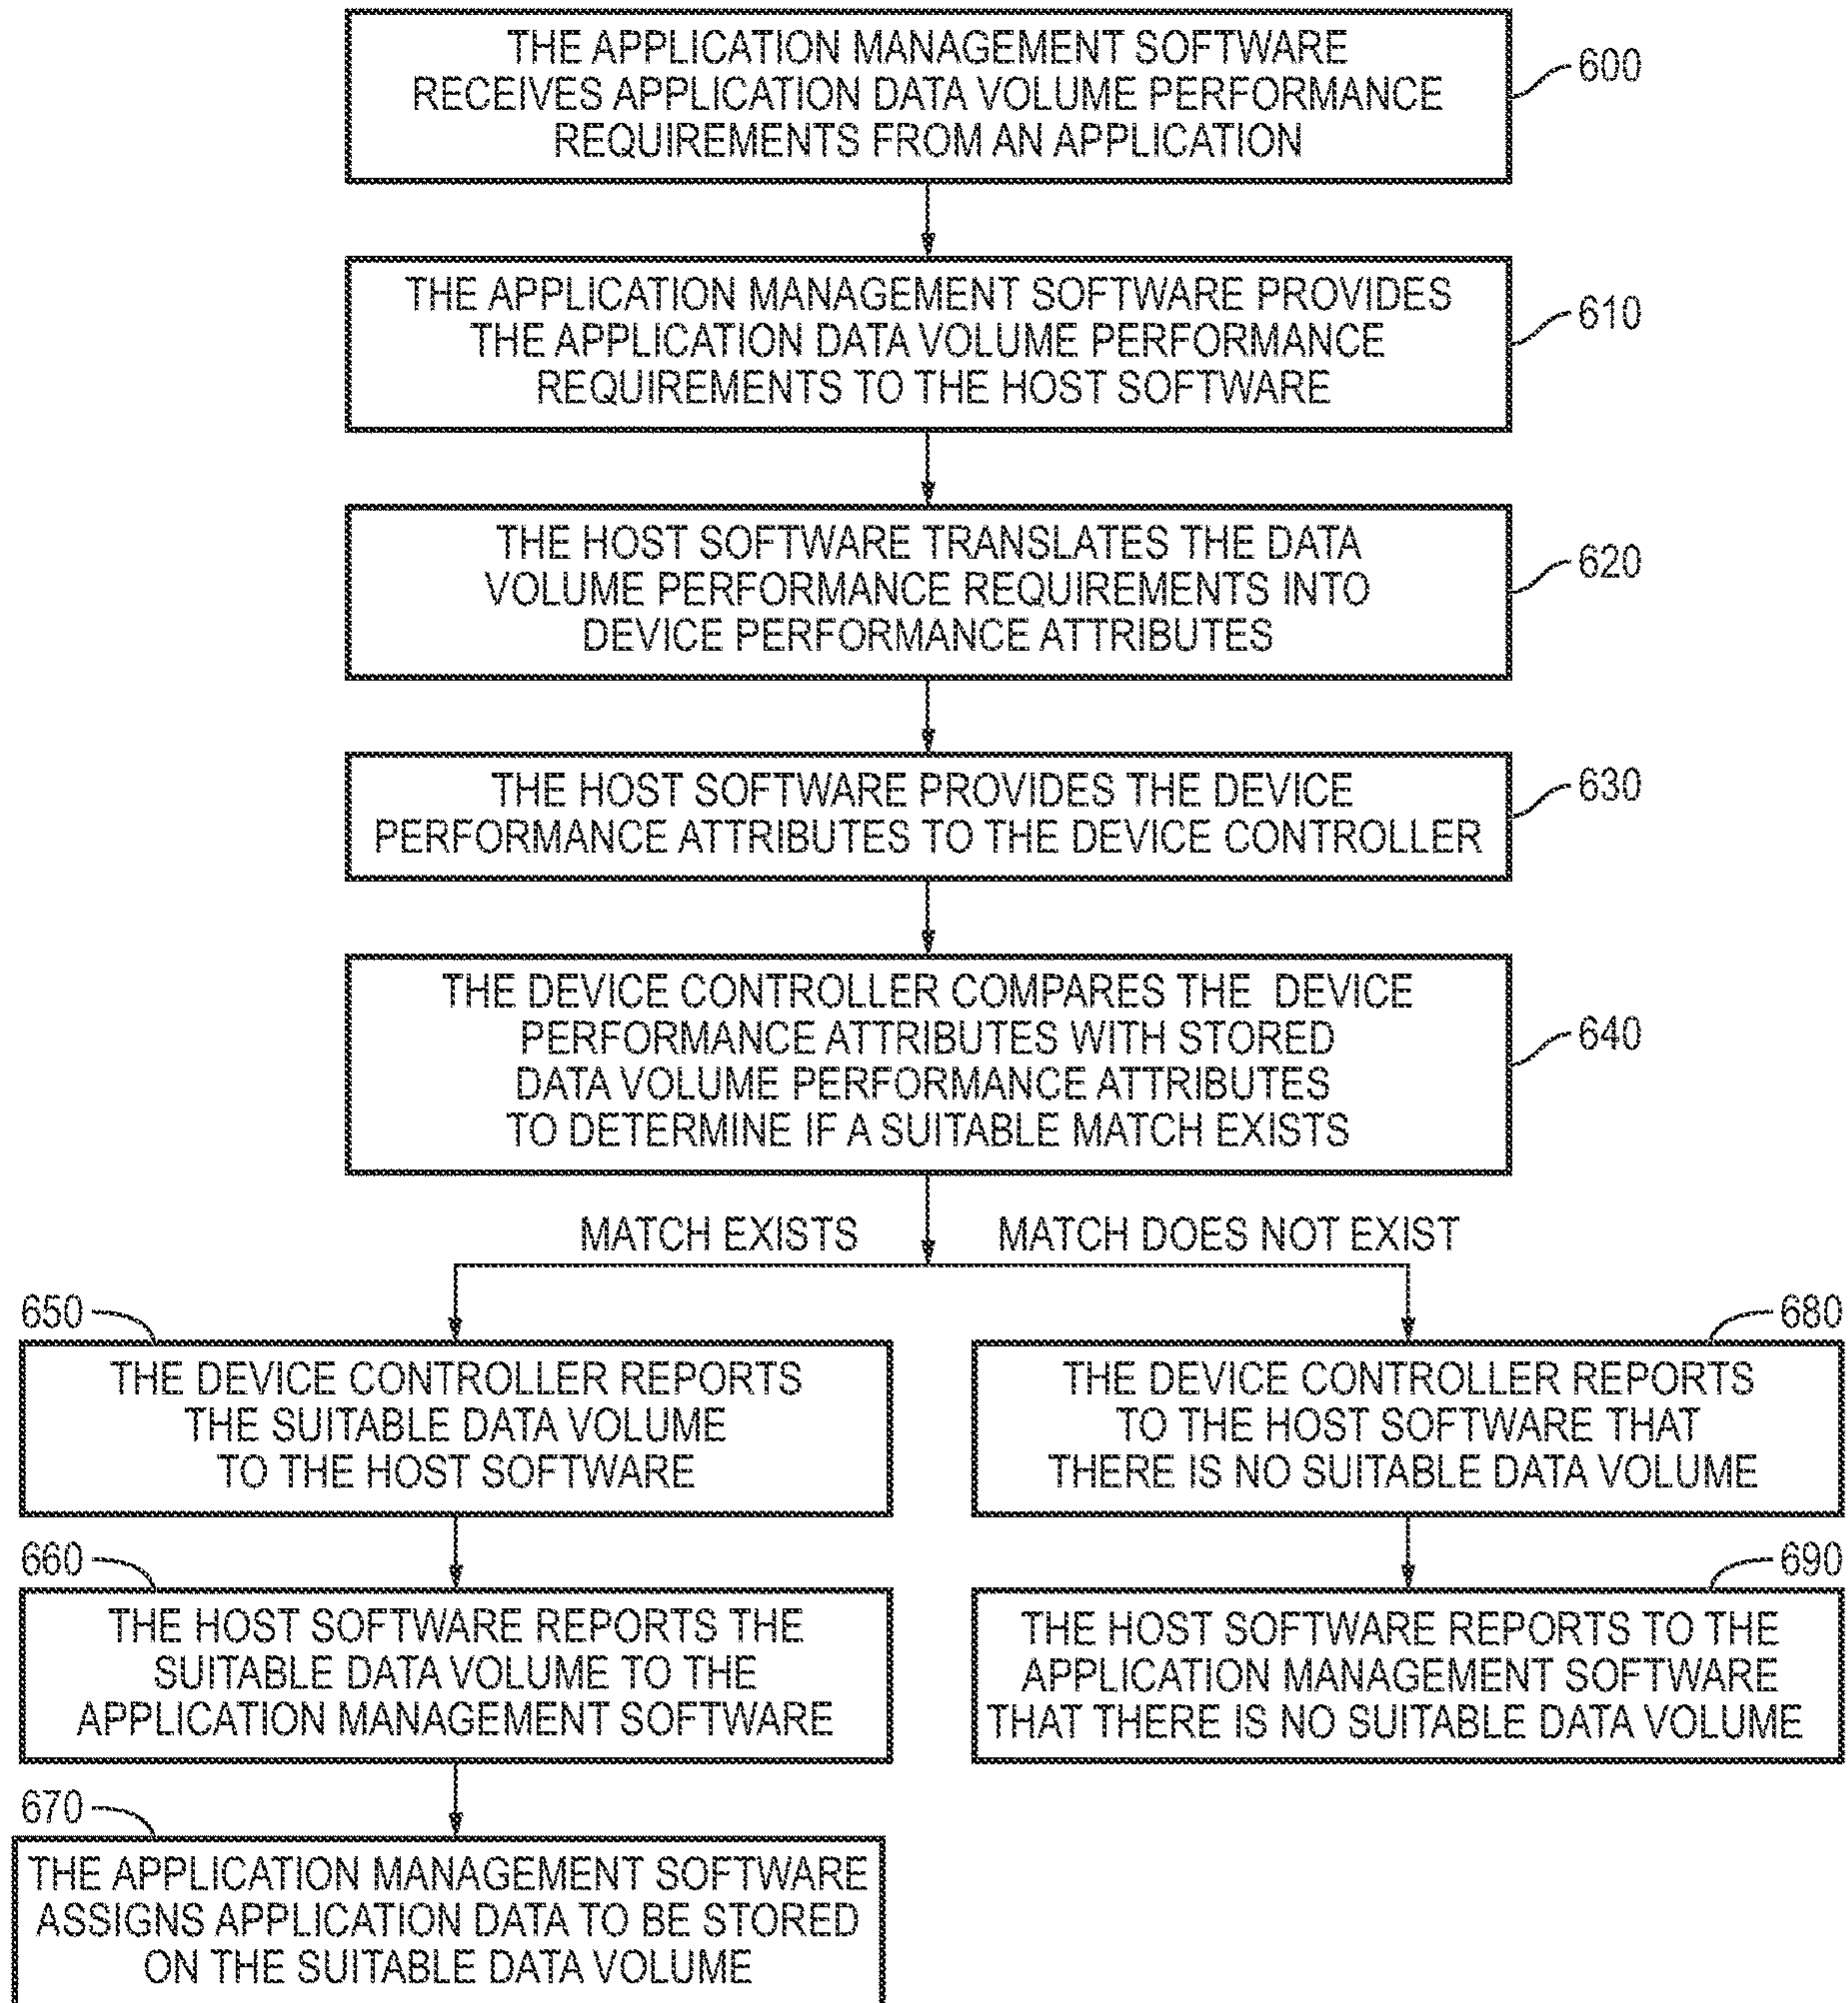 THE APPLICATION MANAGEMENT SOFTWARE
RECEIVES APPLICATION DATA VOLUME PERFORMANCE
REQUIREMENTS FROM AN APPLICATION
600
THE APPLICATION MANAGEMENT SOFTWARE PROVIDES
THE APPLICATION DATA VOLUME PERFORMANCE
REQUIREMENTS TO THE HOST SOFTWARE
610
THE HOST SOFTWARE TRANSLATES THE DATA
VOLUME PERFORMANCE REQUIREMENTS INTO
DEVICE PERFORMANCE ATTRIBUTES
620
THE HOST SOFTWARE PROVIDES THE DEVICE
PERFORMANCE ATTRIBUTES TO THE DEVICE CONTROLLER
630
THE DEVICE CONTROLLER COMPARES THE DEVICE
PERFORMANCE ATTRIBUTES WITH STORED
DATA VOLUME PERFORMANCE ATTRIBUTES
TO DETERMINE IF A SUITABLE MATCH EXISTS
640
MATCH EXISTS
MATCH DOES NOT EXIST
650
THE DEVICE CONTROLLER REPORTS
THE SUITABLE DATA VOLUME
TO THE HOST SOFTWARE
680
THE DEVICE CONTROLLER REPORTS
TO THE HOST SOFTWARE THAT
THERE IS NO SUITABLE DATA VOLUME
660
THE HOST SOFTWARE REPORTS THE
SUITABLE DATA VOLUME TO THE
APPLICATION MANAGEMENT SOFTWARE
690
THE HOST SOFTWARE REPORTS TO THE
APPLICATION MANAGEMENT SOFTWARE
THAT THERE IS NO SUITABLE DATA VOLUME
670
THE APPLICATION MANAGEMENT SOFTWARE
ASSIGNS APPLICATION DATA TO BE STORED
ON THE SUITABLE DATA VOLUME